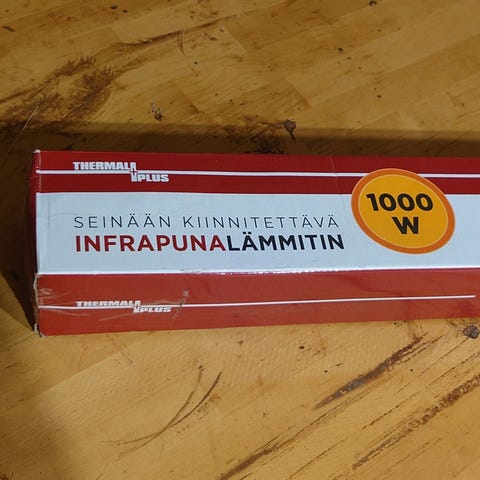 THERMAL
PLUS
SEINÄÄN KIINNITETTÄVÄ
INFRAPUNALÄMMITIN
1000
W
THERMAL
PLUS